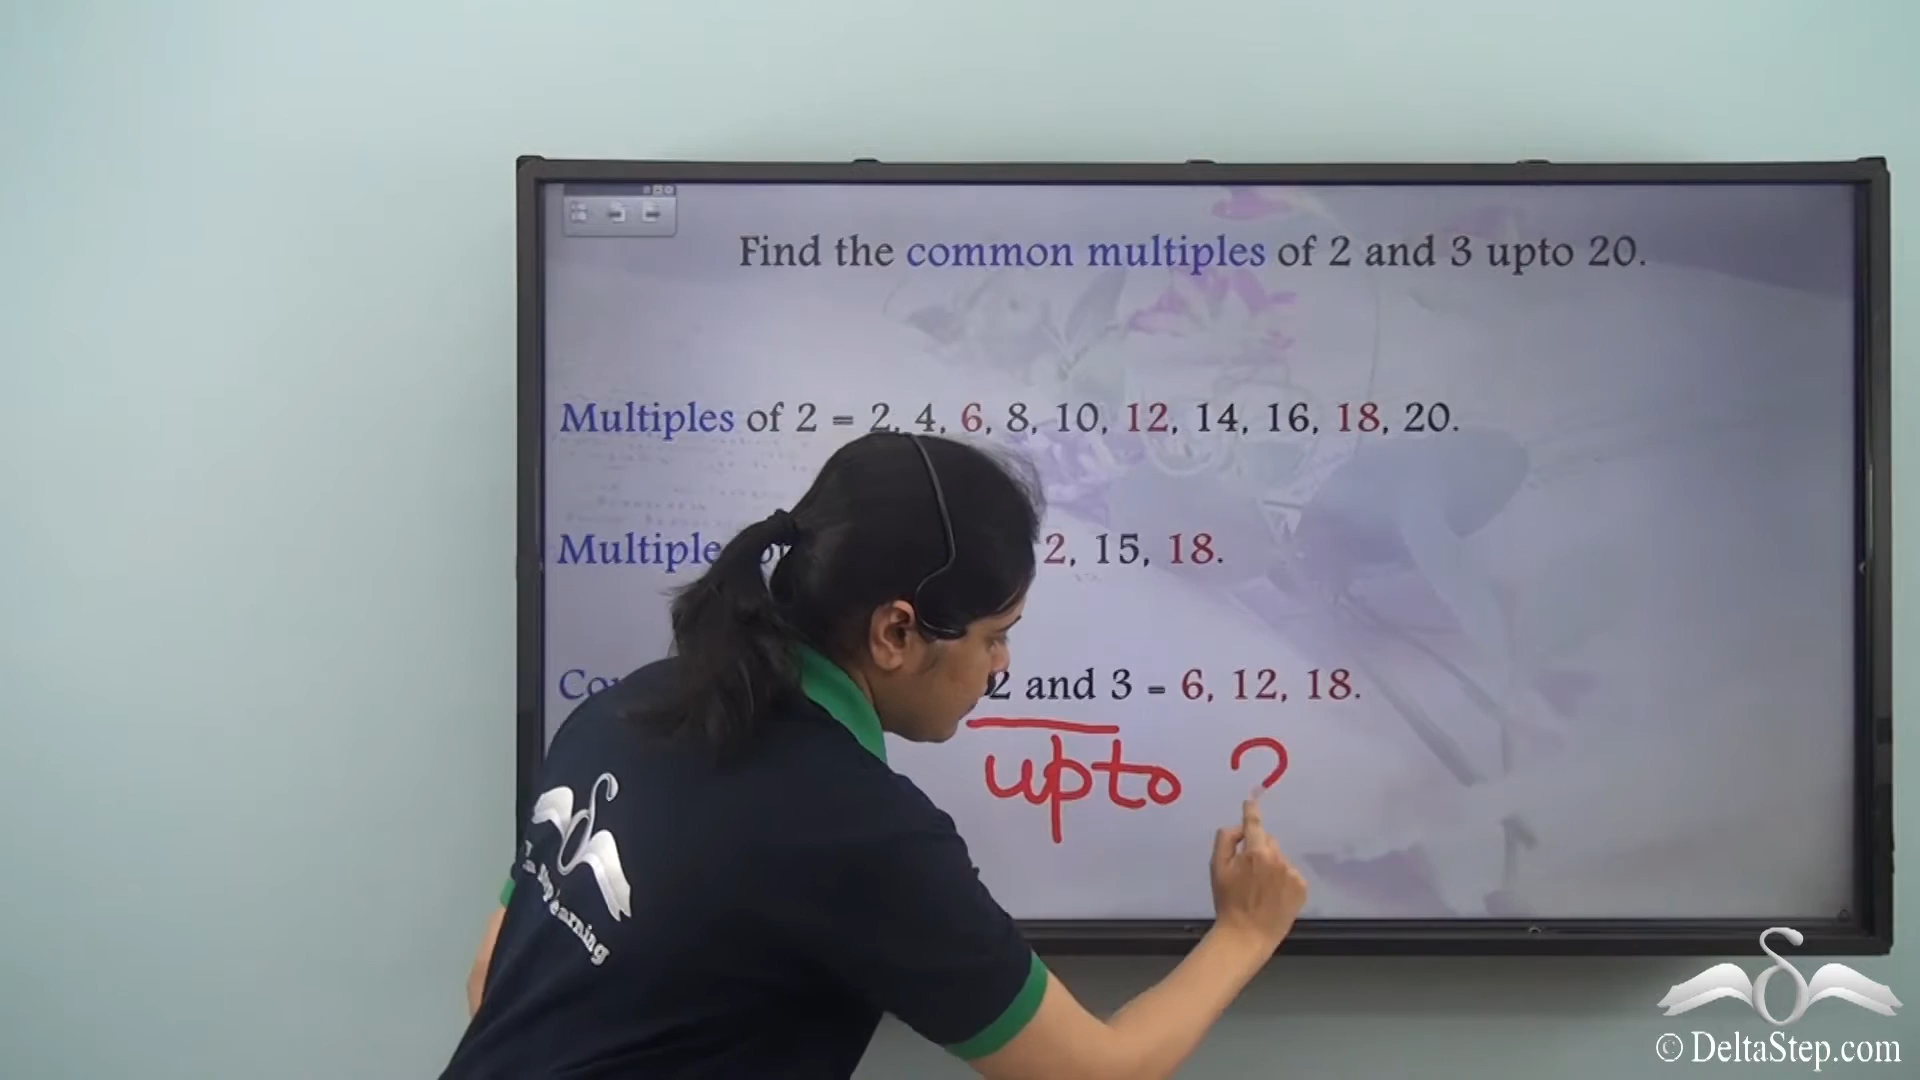 Find the common multiples of 2 and 3 upto 20.
Multiples of 2 = 2, 4, 6, 8, 10, 12, 14, 16, 18, 20.
2, 15, 18.
2 and 3 = 6, 12, 18.
upto ?
learning
© DeltaStep.com